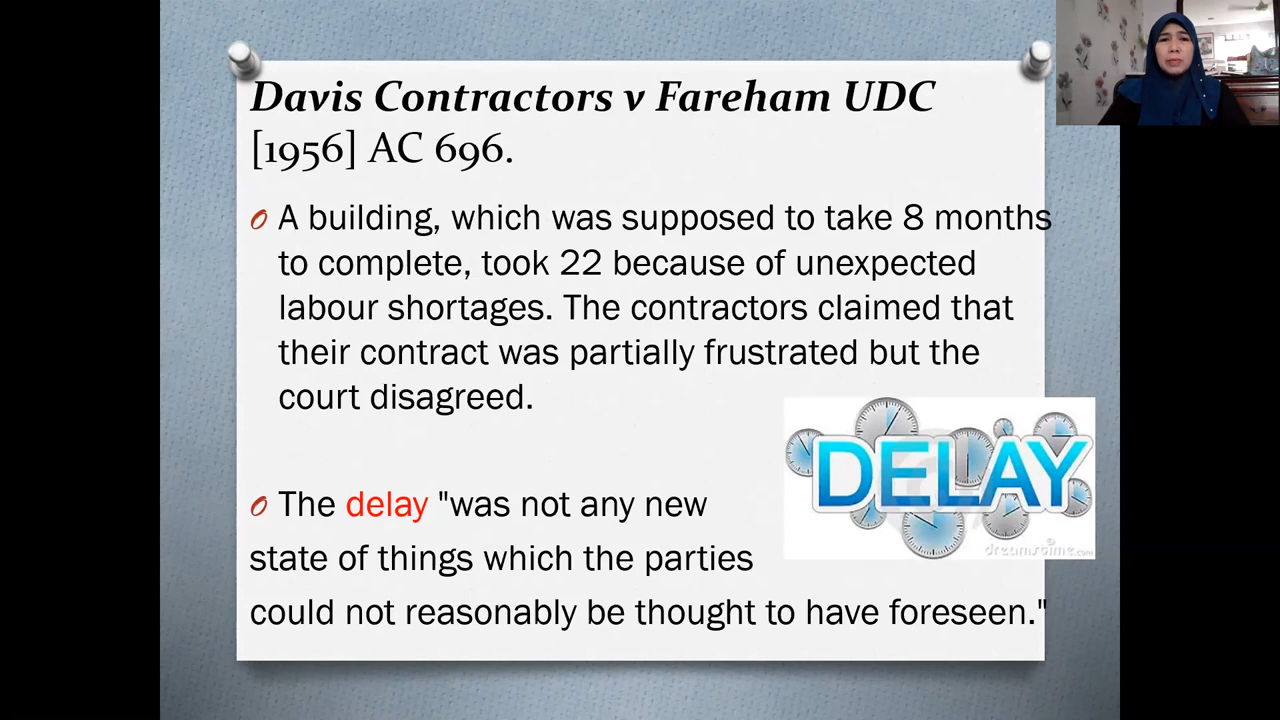 Davis Contractors v Fareham UDC
[1956] AC 696.
A building, which was supposed to take 8 months
to complete, took 22 because of unexpected
labour shortages. The contractors claimed that
their contract was partially frustrated but the
court disagreed.
DELAY
dreamstime.com
The delay "was not any new
state of things which the parties
could not reasonably be thought to have foreseen."